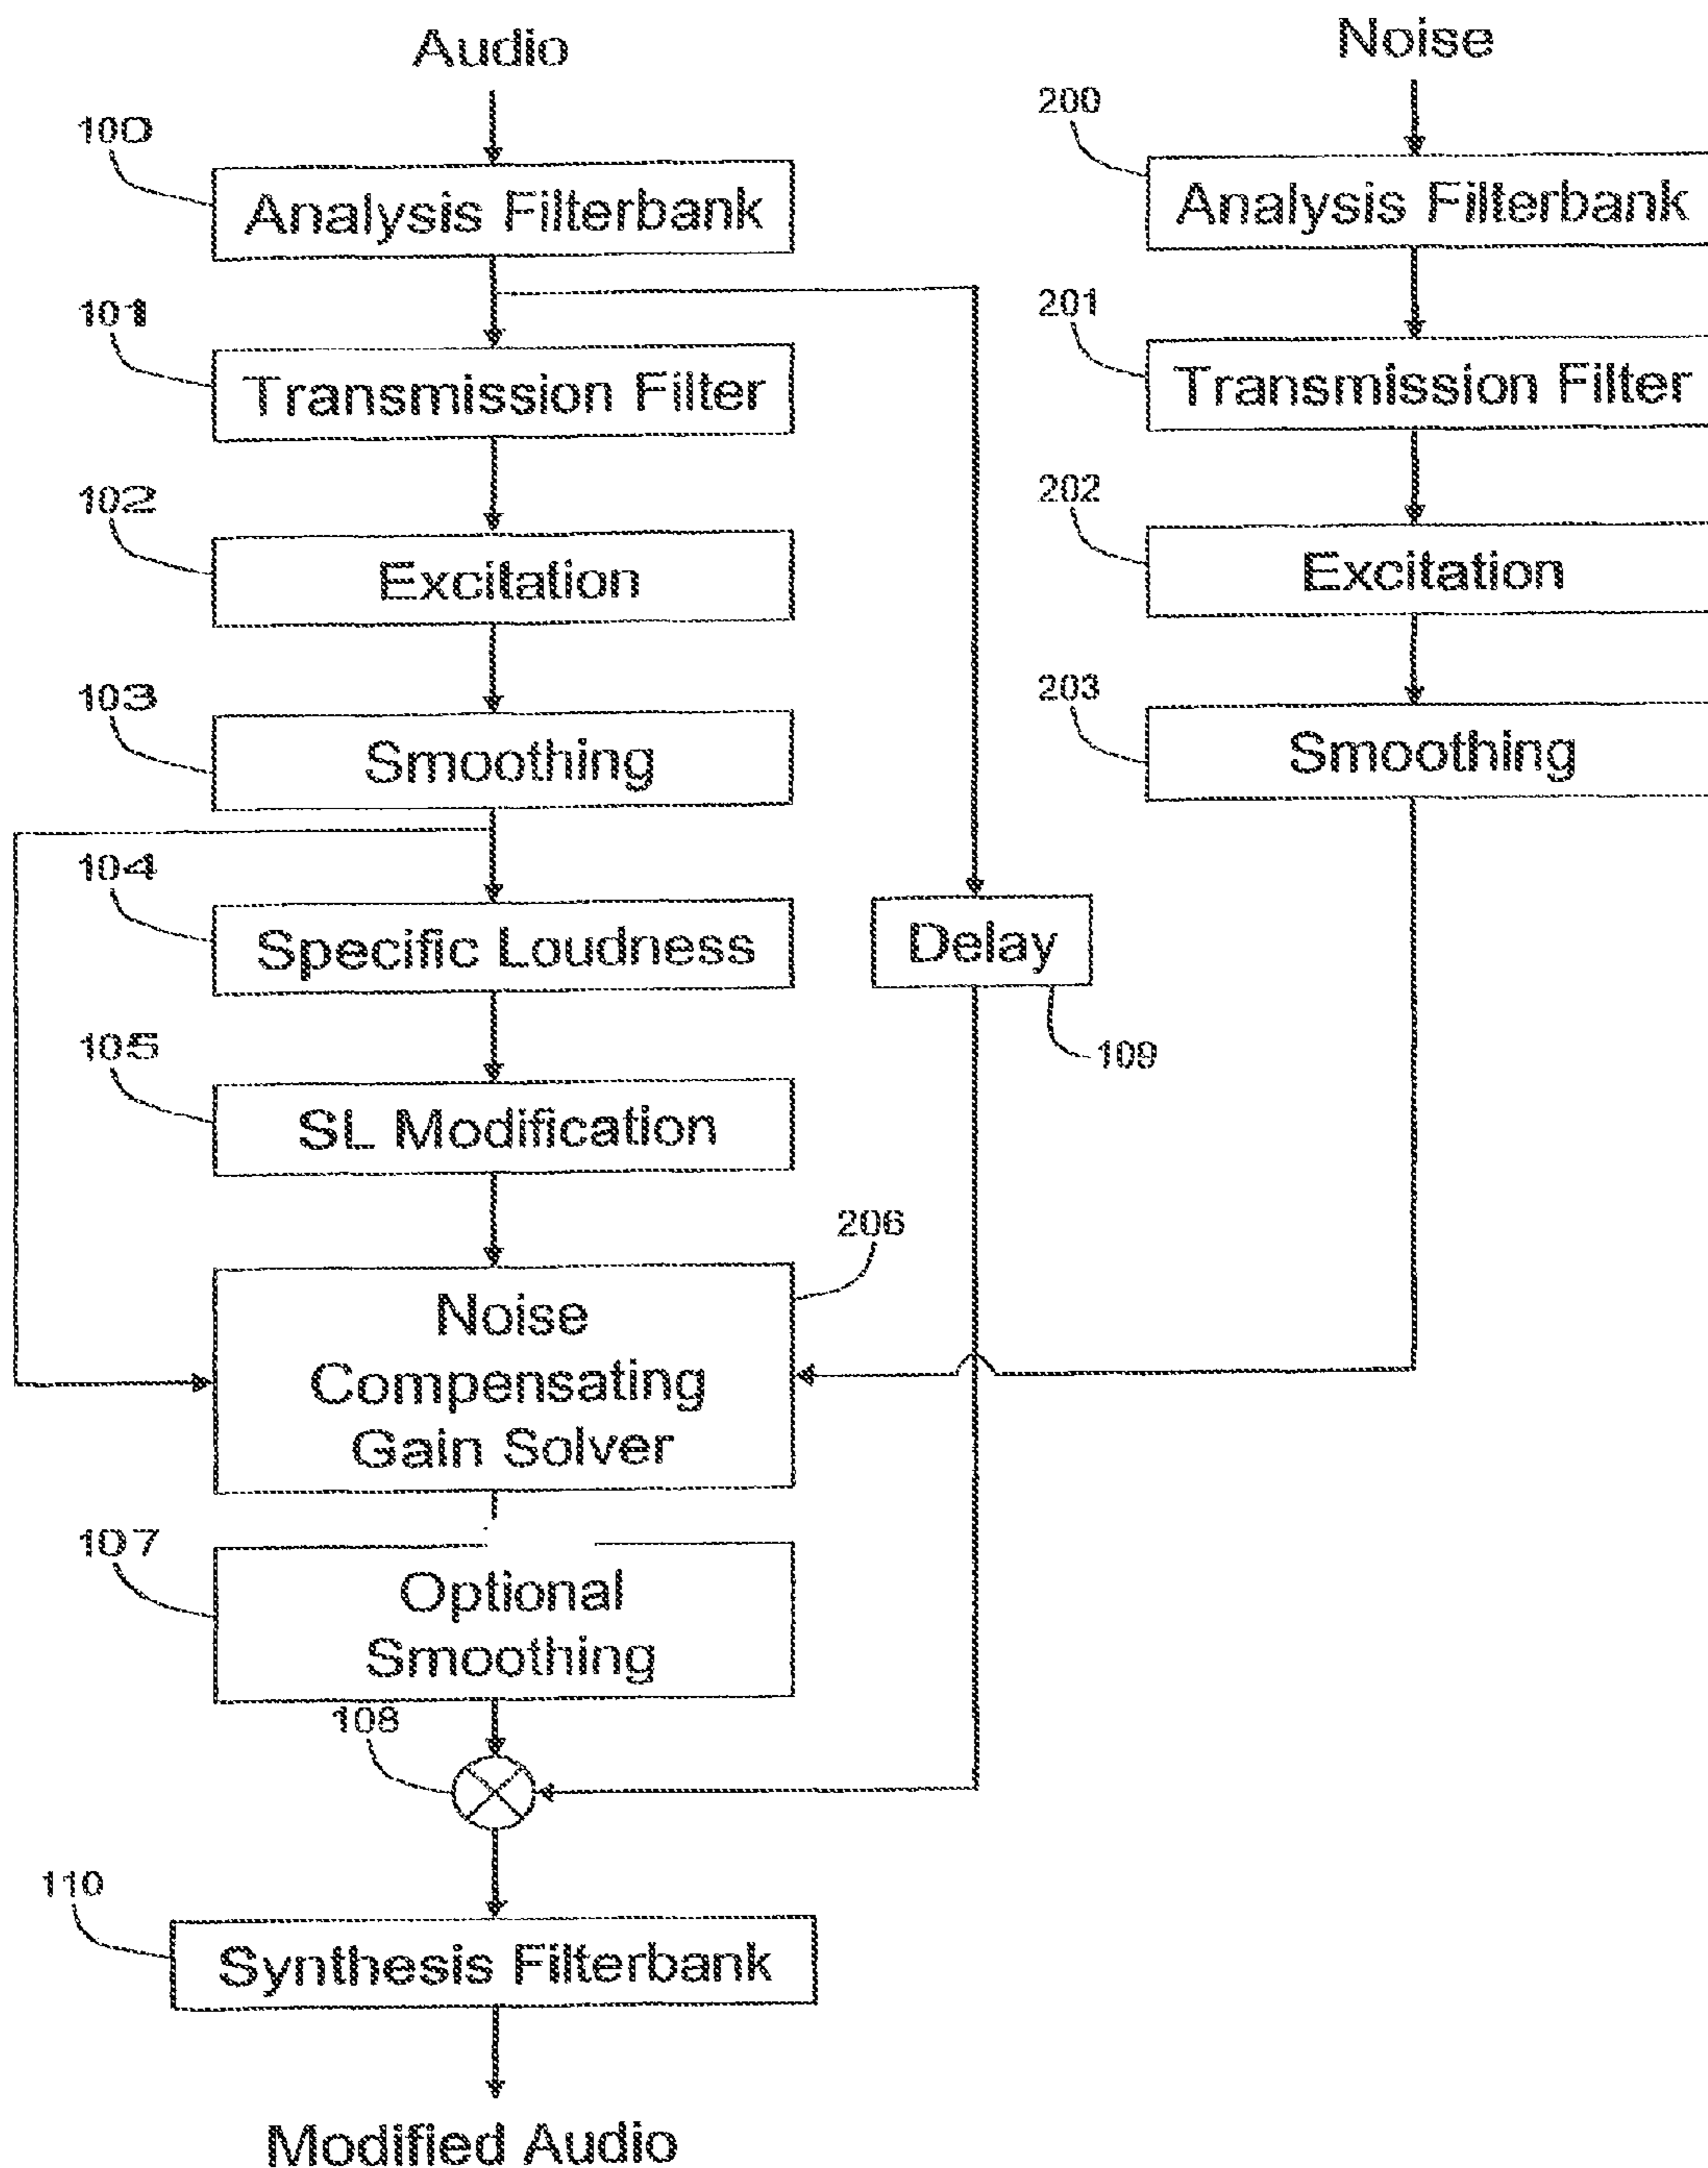 Audio
Noise
100
200
Analysis Filterbank
Analysis Filterbank
101
201
Transmission Filter
Transmission Filter
102
202
Excitation
Excitation
103
203
Smoothing
Smoothing
104
Specific Loudness
Delay
105
109
SL Modification
206
Noise
Compensating
Gain Solver
107
Optional
Smoothing
108
110
Synthesis Filterbank
Modified Audio